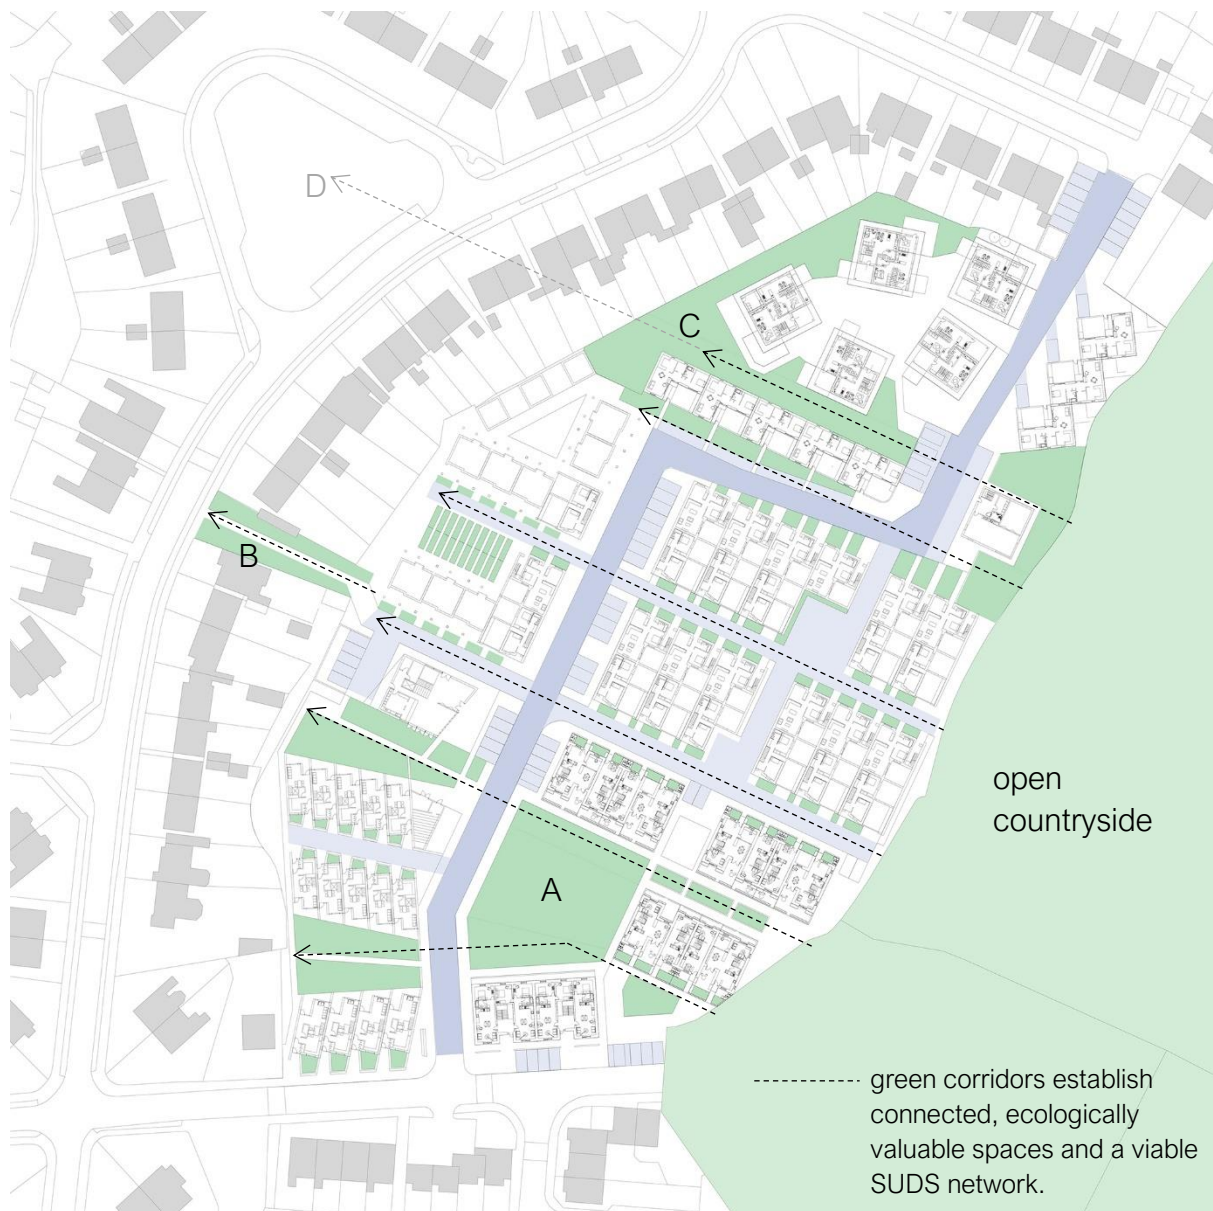 D
C
B
open
countryside
A
green corridors establish
connected, ecologically
valuable spaces and a viable
SUDS network.